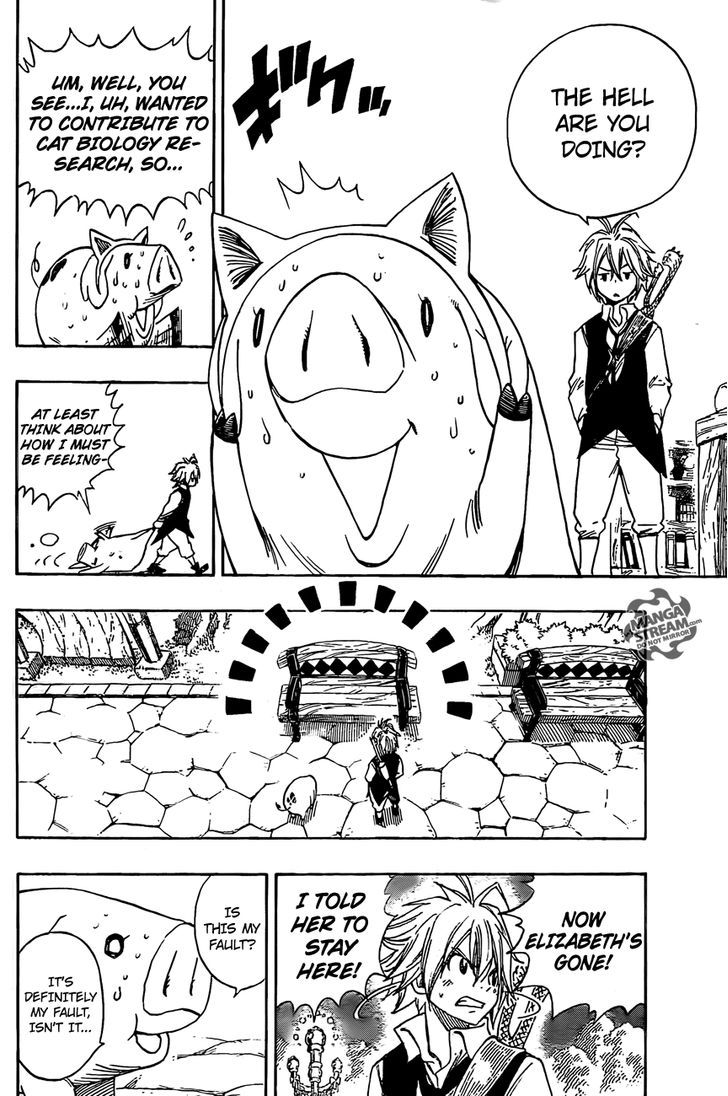 THE HELL
ARE YOU
DOING?
ギクッ
UM, WELL, YOU
SEE...I, UH, WANTED
TO CONTRIBUTE TO
CAT BIOLOGY RE-
SEARCH, SO...
AT LEAST
THINK ABOUT
HOW I MUST
BE FEELING-
MANGA
STREAM.com
DO NOT MIRROR
NOW
ELIZABETH'S
GONE!
I TOLD
HER TO
STAY
HERE!
IS
THIS MY
FAULT?
IT'S
DEFINITELY
MY FAULT,
ISN'T IT...